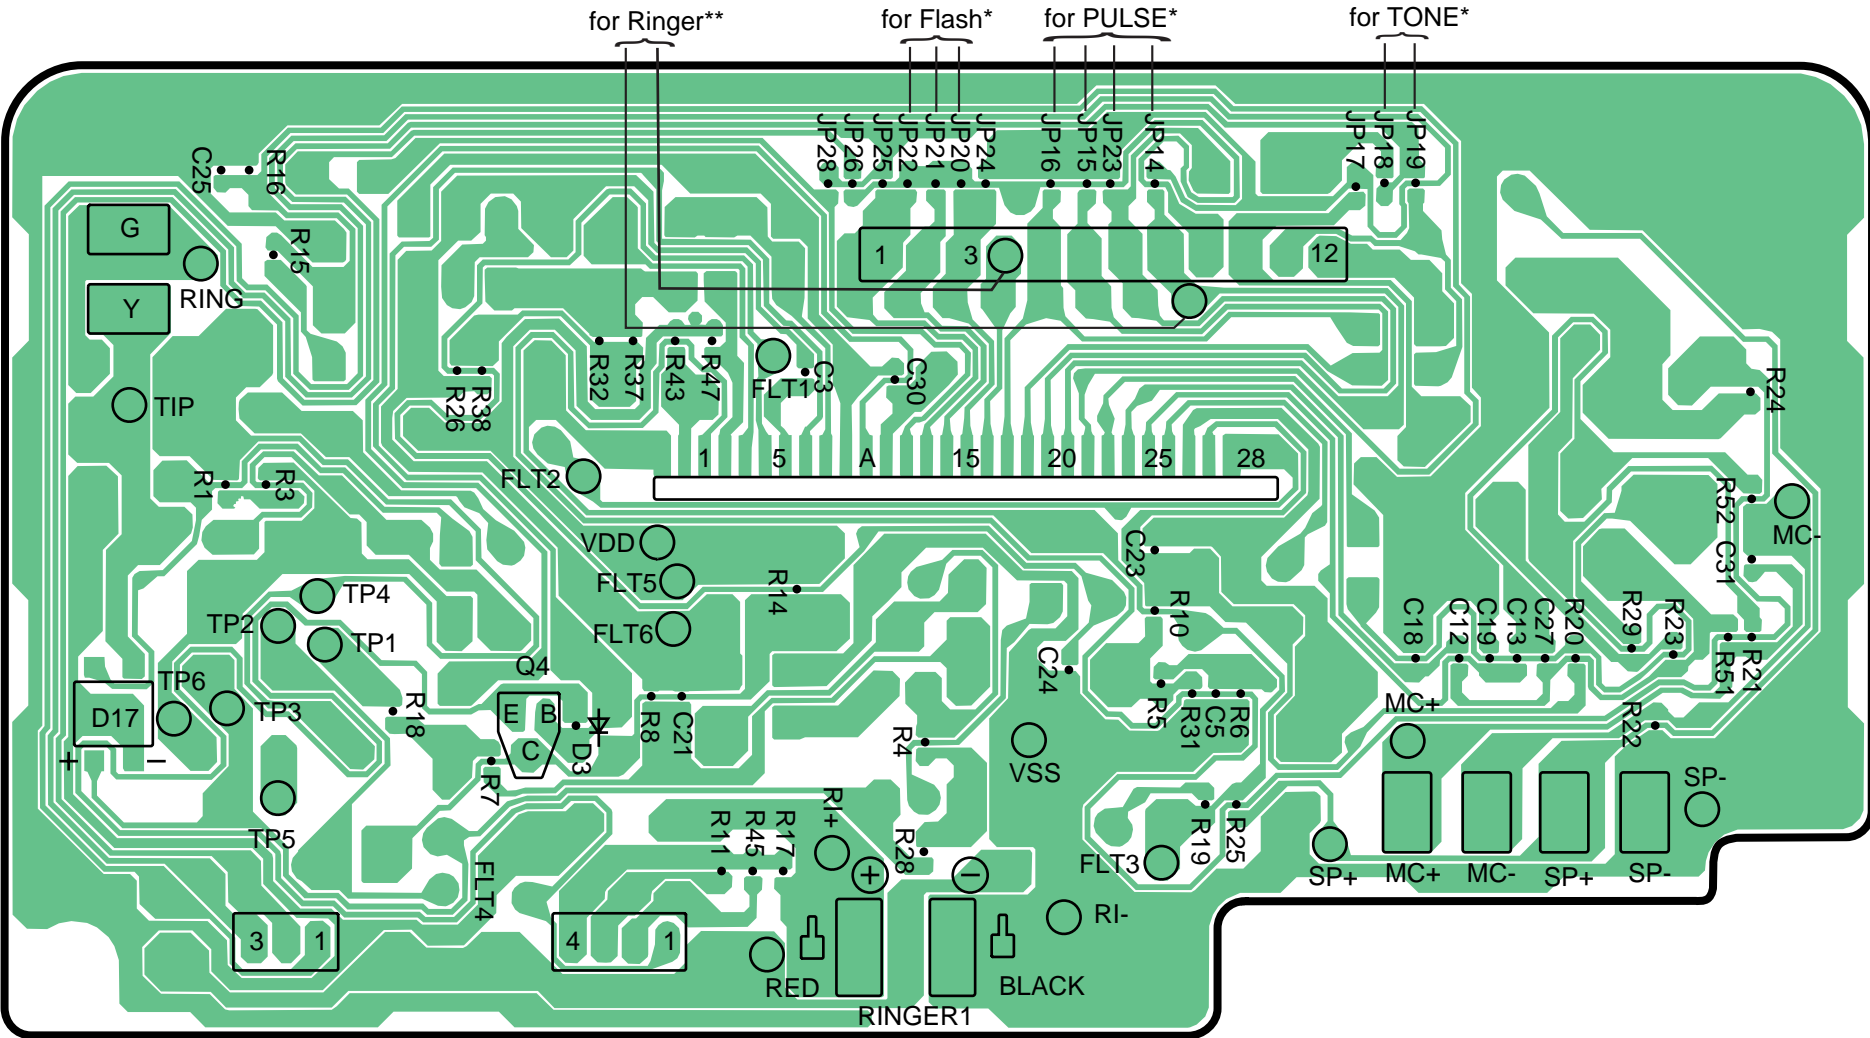 for Ringer**
for Flash*
for PULSE*
for TONE*
JP28
JP26
JP25
JP22
JP21
JP20
JP24
JP16
JP15
JP23
JP14
JP17
JP18
JP19
C25
R16
G
R15
RING
Y
1
3
12
TIP
R26
R38
R32
R37
R43
R47
FLT1
C3
C30
R24
R1
R3
FLT2
1
5
A
15
20
25
28
R52
MC-
VDD
C23
C31
FLT5
R14
TP4
TP2
TP1
FLT6
R10
C18
C12
C19
C13
C27
R20
R29
R23
R51
R21
Q4
C24
TP6
TP3
D17
R18
E
B
C
D3
R8
C21
R5
R31
C5
R6
MC+
R22
R4
VSS
+
−
R7
SP-
TP5
RI+
R11
R45
R17
R28
R19
R25
FLT3
FLT4
+
−
SP+
MC+
MC-
SP+
SP-
RI-
3
1
4
1
RED
BLACK
RINGER1